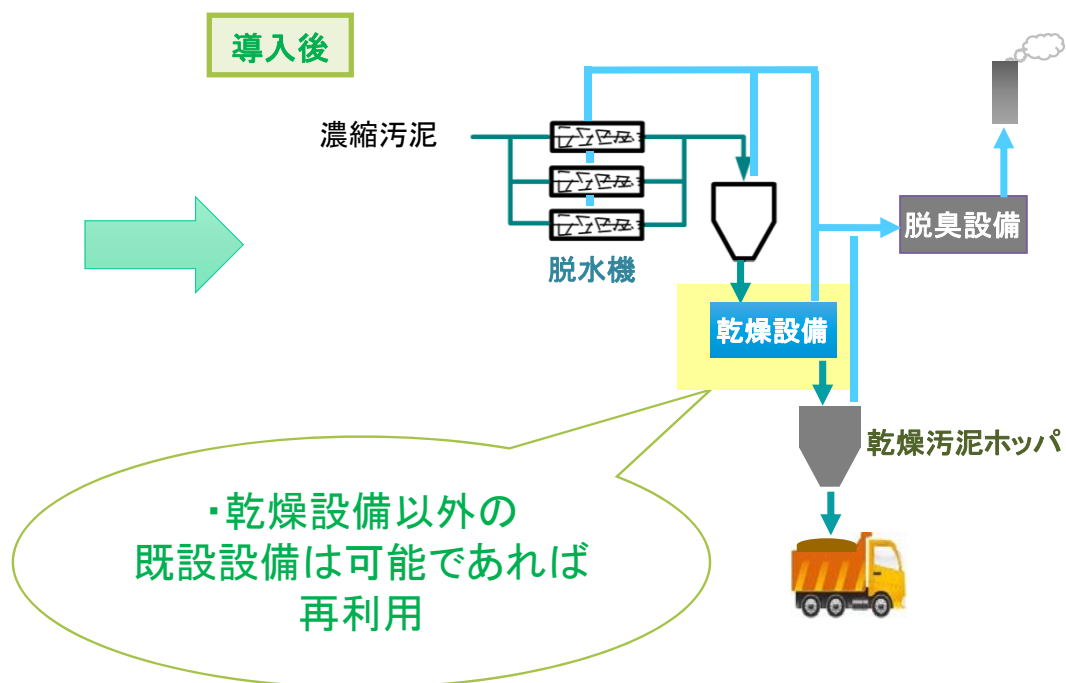 導入後
濃縮汚泥
脱水機
脱臭設備
乾燥設備
乾燥汚泥ホッパ
・乾燥設備以外の
既設設備は可能であれば
再利用